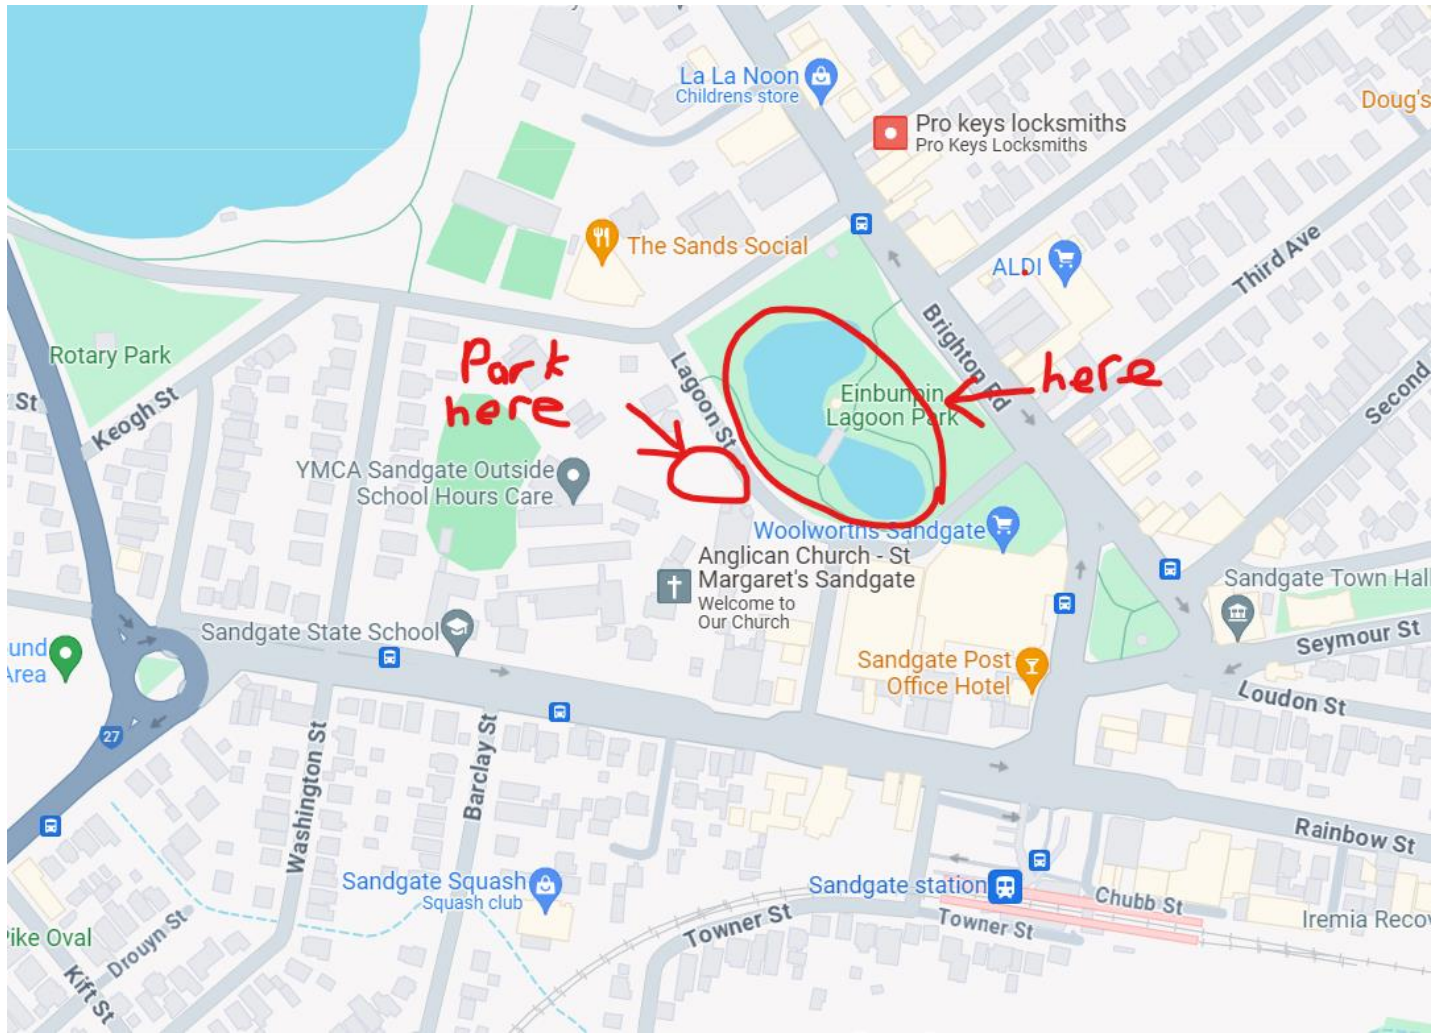 La La Noon
Childrens store
Pro keys locksmiths
Pro Keys Locksmiths
Doug's
The Sands Social
ALDI
Third Ave
Brighton Rd
Second
Rotary Park
Park
here
Lagoon St
Einbunpin
Lagoon Park
here
St
Keogh St
YMCA Sandgate Outside
School Hours Care
Woolworths Sandgate
Anglican Church - St
Margaret's Sandgate
Welcome to
Our Church
Sandgate Town Hall
Sandgate State School
Seymour St
Sandgate Post
Office Hotel
Loudon St
und
Area
27
Washington St
Barclay St
Rainbow St
Sandgate Squash
Squash club
Sandgate station
Chubb St
Towner St
Towner St
Iremia Recov
Pike Oval
Drouyn St
Kift St